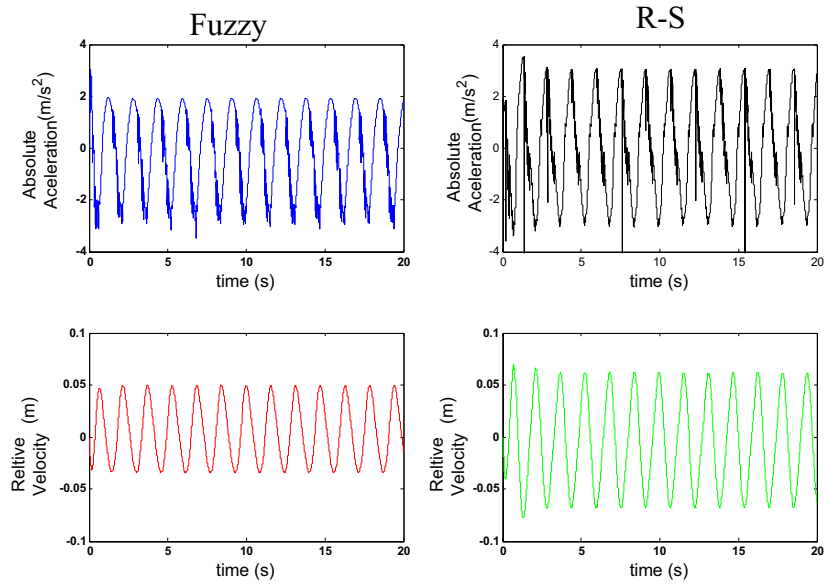 Fuzzy
R-S
Absolute
Aceleration(m/s²)
4
2
0
-2
-4
0 5 10 15 20
time (s)
Absolute
Aceleration(m/s²)
4
2
0
-2
-4
0 5 10 15 20
time (s)
Reltive (m)
Velocity
0.1
0.05
0
-0.05
-0.1
0 5 10 15 20
time (s)
Reltive (m)
Velocity
0.1
0.05
0
-0.05
-0.1
0 5 10 15 20
time (s)